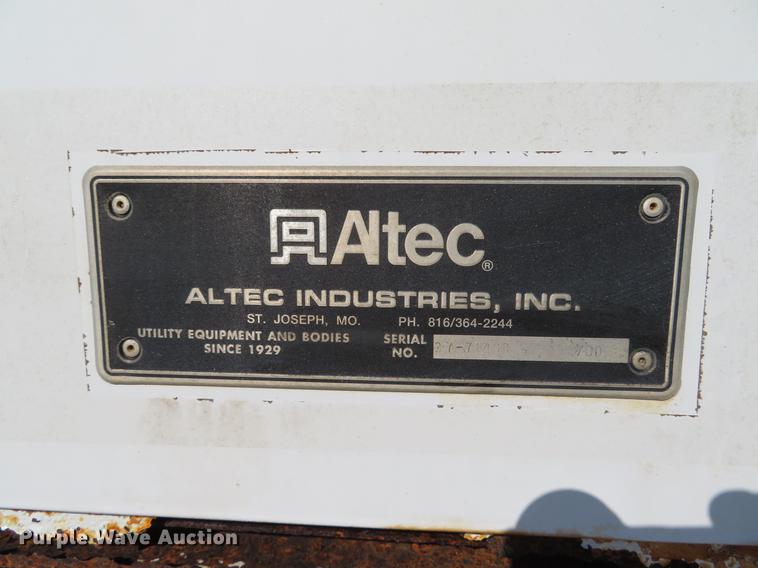 Altec®
ALTEC INDUSTRIES, INC.
ST. JOSEPH, MO. PH. 816/364-2244
UTILITY EQUIPMENT AND BODIES
SINCE 1929
SERIAL
NO.
Purple Wave Auction